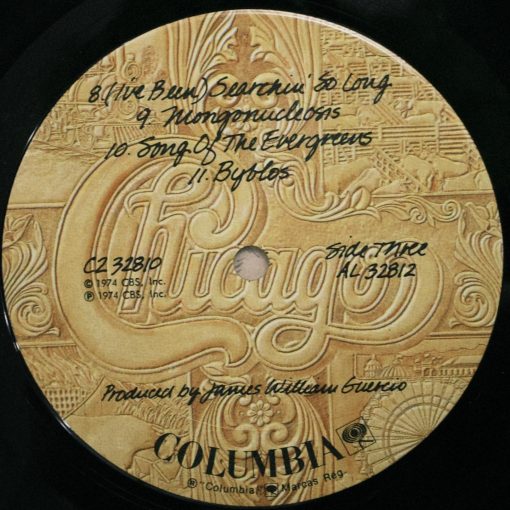 8. (I've Been) Searchin' So Long
9. Mongonucleosis
10. Song Of The Evergreens
11. Byblos
Chicago
C2 32810
© 1974 CBS, Inc.
℗ 1974 CBS, Inc.
Side Three
AL 32812
Produced by: James William Guercio
COLUMBIA
® "Columbia", Marcas Reg.